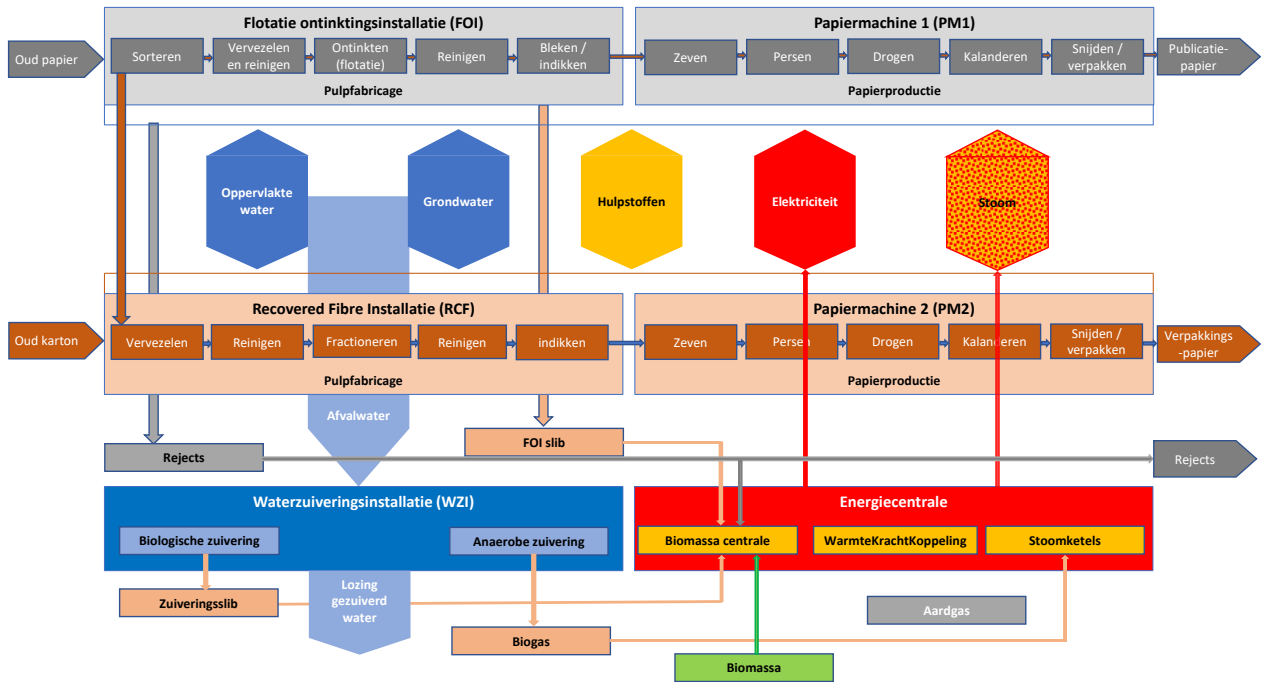 Flotatie ontinktingsinstallatie (FOI)
Papiermachine 1 (PM1)
Oud papier
Sorteren
Vervezelen
en reinigen
Ontinkten
(flotatie)
Reinigen
Bleken /
indikken
Zeven
Persen
Drogen
Kalanderen
Snijden /
verpakken
Publicatie-
papier
Pulpfabricage
Papierproductie
Oppervlakte
water
Grondwater
Hulpstoffen
Elektriciteit
Stoom
Recovered Fibre Installatie (RCF)
Papiermachine 2 (PM2)
Oud karton
Vervezelen
Reinigen
Fractioneren
Reinigen
indikken
Zeven
Persen
Drogen
Kalanderen
Snijden /
verpakken
Verpakkings
-papier
Pulpfabricage
Papierproductie
Afvalwater
FOI slib
Rejects
Rejects
Waterzuiveringsinstallatie (WZI)
Energiecentrale
Biologische zuivering
Anaerobe zuivering
Biomassa centrale
WarmteKrachtKoppeling
Stoomketels
Zuiveringsslib
Lozing
gezuiverd
water
Aardgas
Biogas
Biomassa